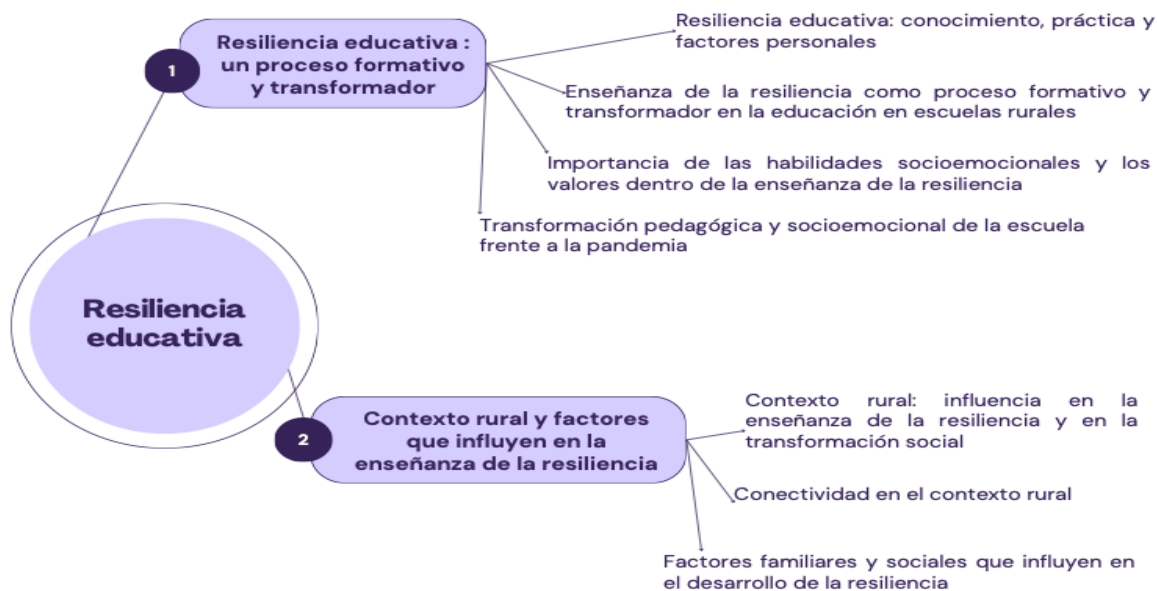 Resiliencia educativa: conocimiento, práctica y
factores personales
Resiliencia educativa :
un proceso formativo
y transformador
1
Enseñanza de la resiliencia como proceso formativo y
transformador en la educación en escuelas rurales
Importancia de las habilidades socioemocionales y los
valores dentro de la enseñanza de la resiliencia
Transformación pedagógica y socioemocional de la escuela
frente a la pandemia
Resiliencia
educativa
Contexto rural y factores
que influyen en la
enseñanza de la resiliencia
2
Contexto rural: influencia en la
enseñanza de la resiliencia y en la
transformación social
Conectividad en el contexto rural
Factores familiares y sociales que influyen en
el desarrollo de la resiliencia